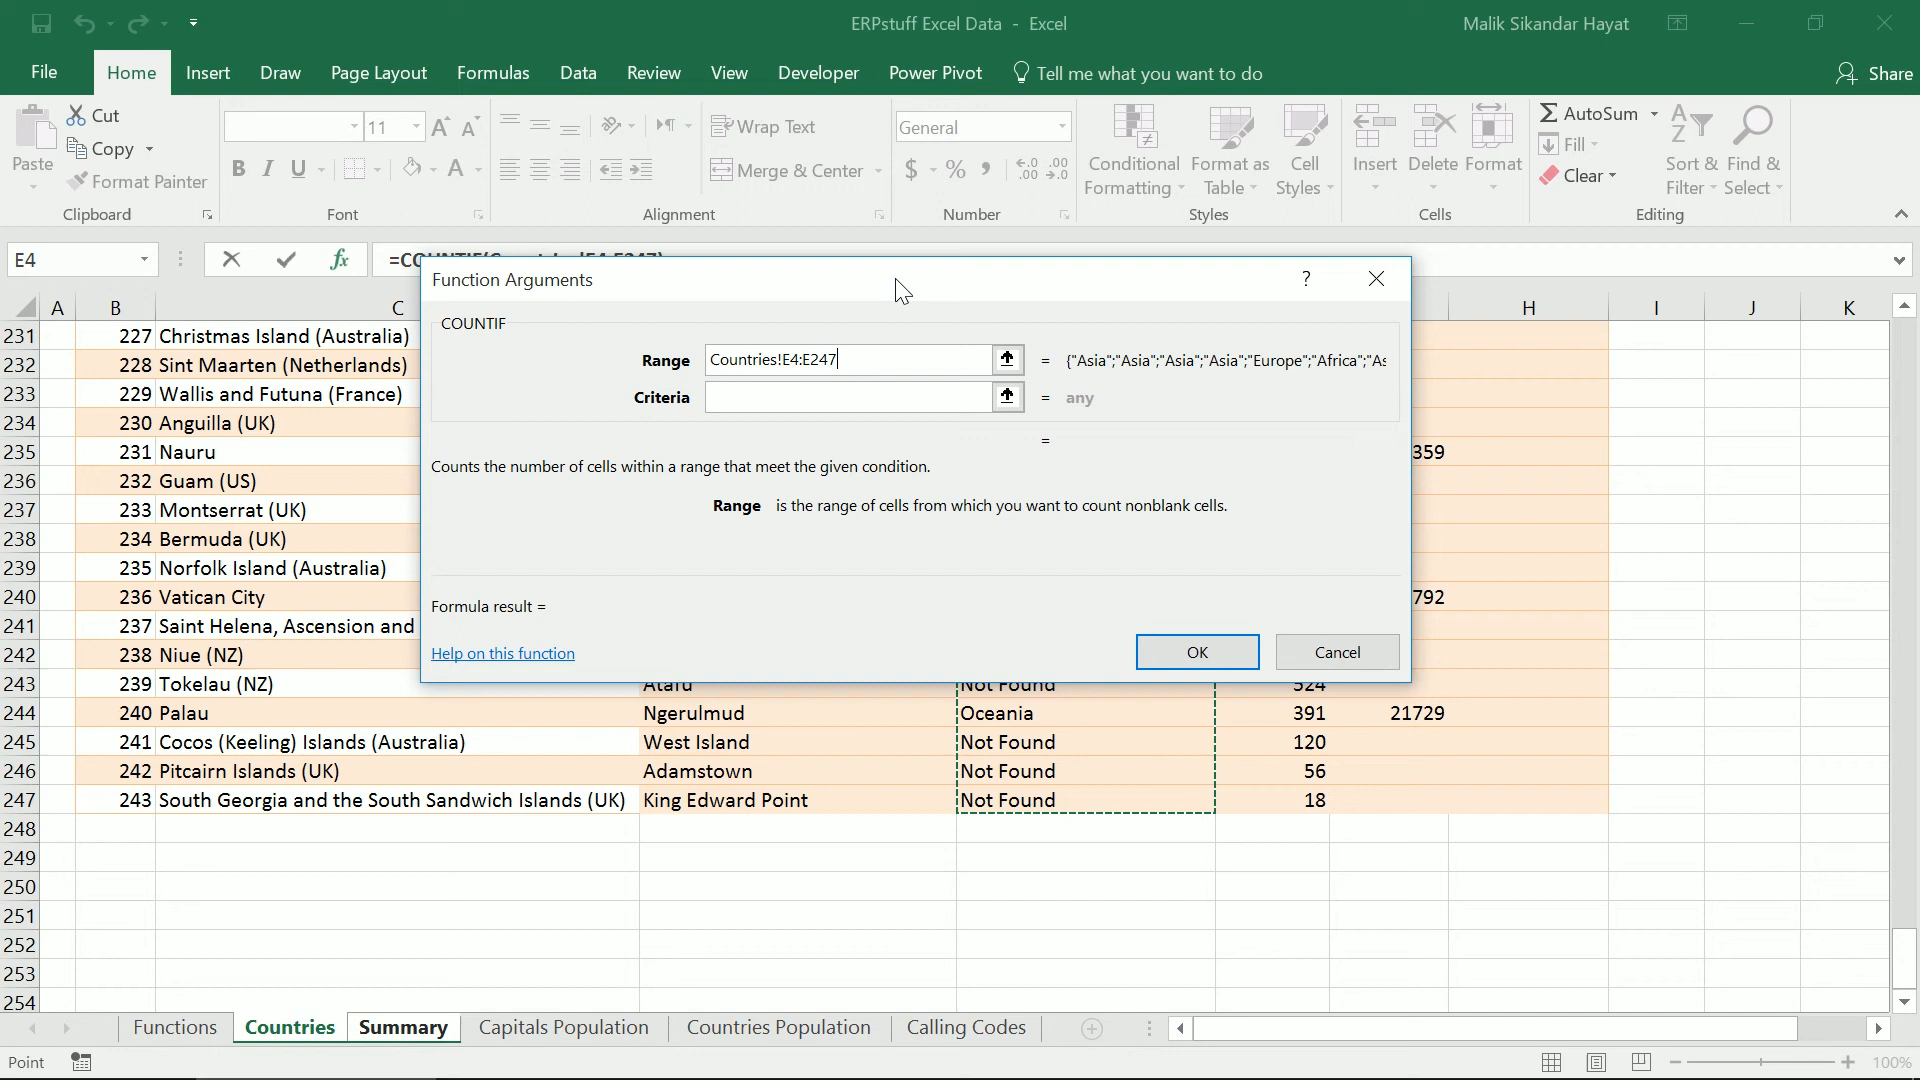 ERPstuff Excel Data - Excel
Malik Sikandar Hayat
File Home Insert Draw Page Layout Formulas Data Review View Developer Power Pivot Tell me what you want to do Share
Paste
Cut
Copy
Format Painter
Clipboard
11
B I U
Font
Wrap Text
Merge & Center
Alignment
General
$ % ,
Number
Conditional Formatting
Format as Table
Cell Styles
Styles
Insert Delete Format
Cells
AutoSum
Fill
Clear
Sort & Filter
Find & Select
Editing
E4
fx
Function Arguments
? 
COUNTIF
Range Countries!E4:E247 = {"Asia";"Asia";"Asia";"Asia";"Europe";"Africa";"As
Criteria = any
=
Counts the number of cells within a range that meet the given condition.
Range is the range of cells from which you want to count nonblank cells.
Formula result =
Help on this function
OK Cancel
A B C H I J K
231 227 Christmas Island (Australia)
232 228 Sint Maarten (Netherlands)
233 229 Wallis and Futuna (France)
234 230 Anguilla (UK)
235 231 Nauru 359
236 232 Guam (US)
237 233 Montserrat (UK)
238 234 Bermuda (UK)
239 235 Norfolk Island (Australia)
240 236 Vatican City 792
241 237 Saint Helena, Ascension and
242 238 Niue (NZ)
243 239 Tokelau (NZ) Atafu Not Found 524
244 240 Palau Ngerulmud Oceania 391 21729
245 241 Cocos (Keeling) Islands (Australia) West Island Not Found 120
246 242 Pitcairn Islands (UK) Adamstown Not Found 56
247 243 South Georgia and the South Sandwich Islands (UK) King Edward Point Not Found 18
248
249
250
251
252
253
254
Functions Countries Summary Capitals Population Countries Population Calling Codes
Point
100%